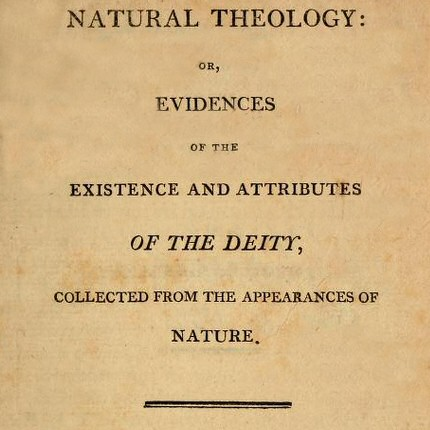 NATURAL THEOLOGY:
OR,
EVIDENCES
OF THE
EXISTENCE AND ATTRIBUTES
OF THE DEITY,
COLLECTED FROM THE APPEARANCES OF
NATURE.